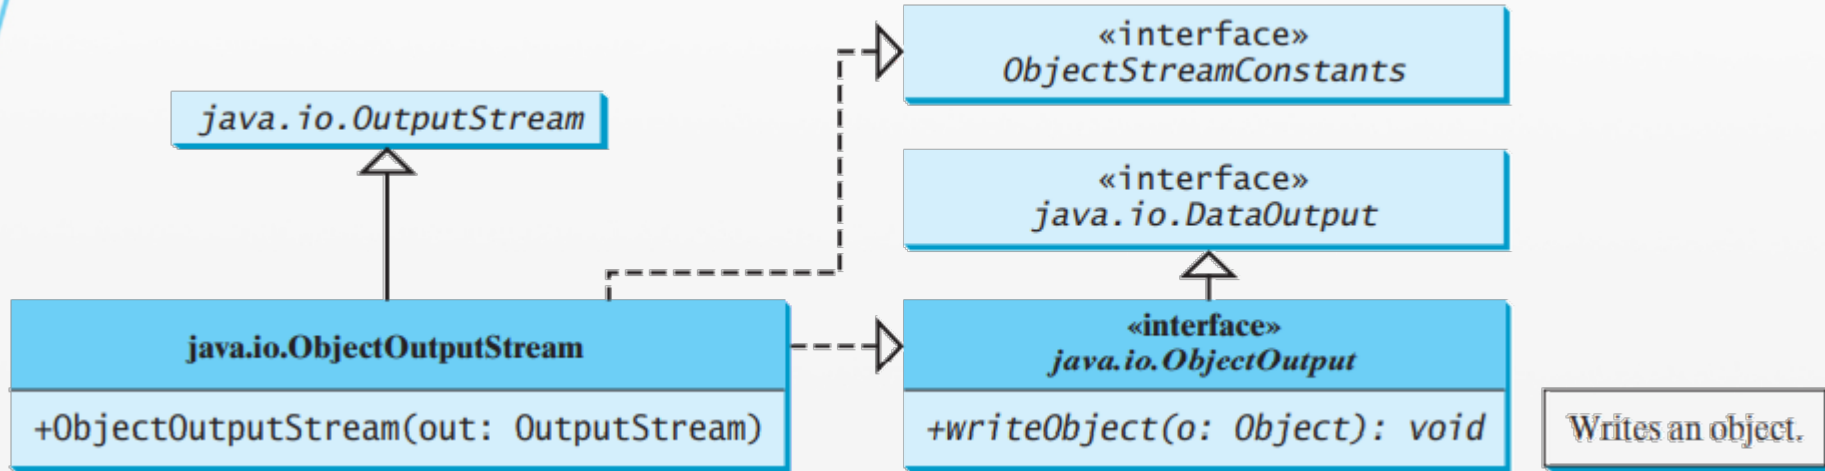 «interface»
ObjectStreamConstants
java.io.OutputStream
«interface»
java.io.DataOutput
java.io.ObjectOutputStream
+ObjectOutputStream(out: OutputStream)
«interface»
java.io.ObjectOutput
+writeObject(o: Object): void
Writes an object.